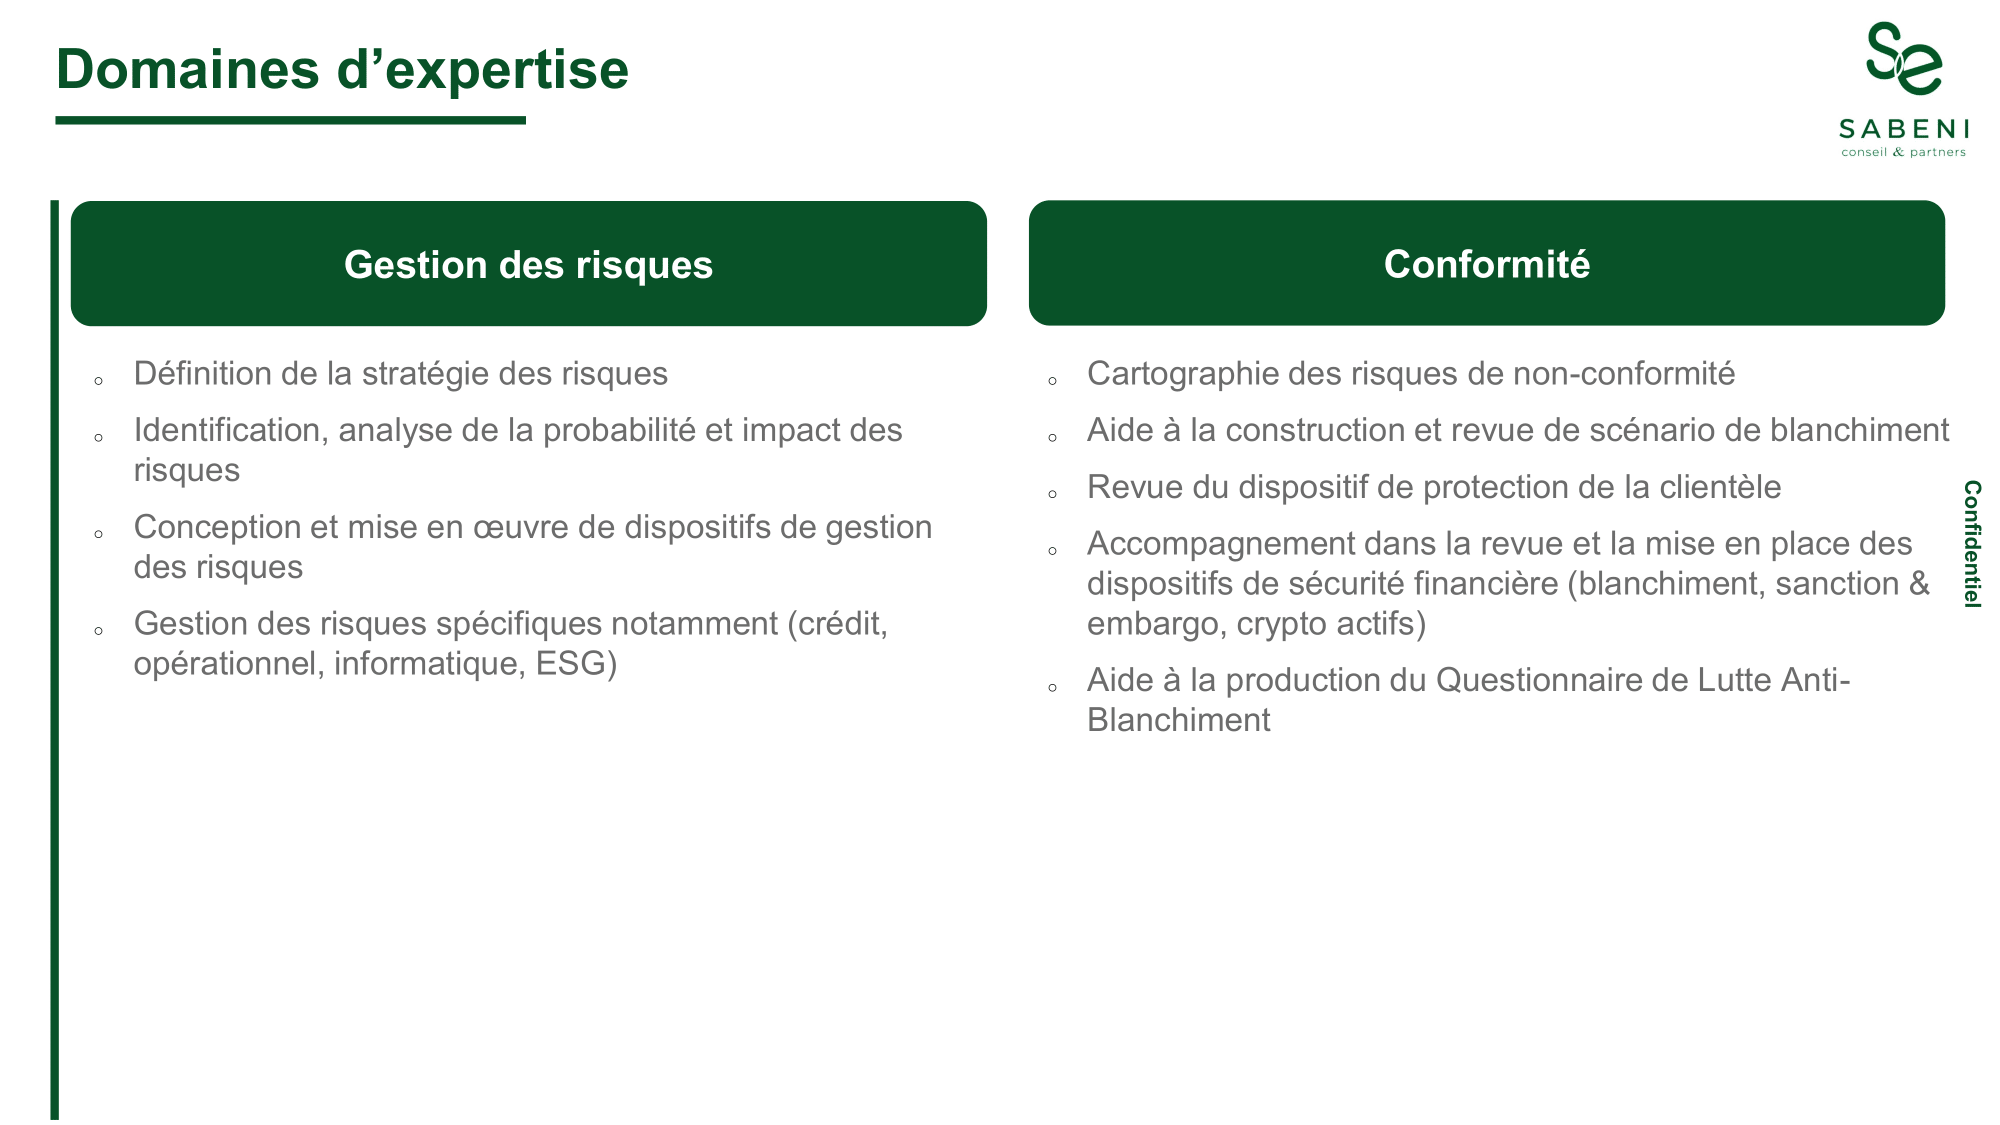 Domaines d’expertise
Se
SABENI
conseil & partners
Gestion des risques
Définition de la stratégie des risques
Identification, analyse de la probabilité et impact des
risques
Conception et mise en œuvre de dispositifs de gestion
des risques
Gestion des risques spécifiques notamment (crédit,
opérationnel, informatique, ESG)
Conformité
Cartographie des risques de non-conformité
Aide à la construction et revue de scénario de blanchiment
Revue du dispositif de protection de la clientèle
Accompagnement dans la revue et la mise en place des
dispositifs de sécurité financière (blanchiment, sanction &
embargo, crypto actifs)
Aide à la production du Questionnaire de Lutte Anti-
Blanchiment
Confidentiel